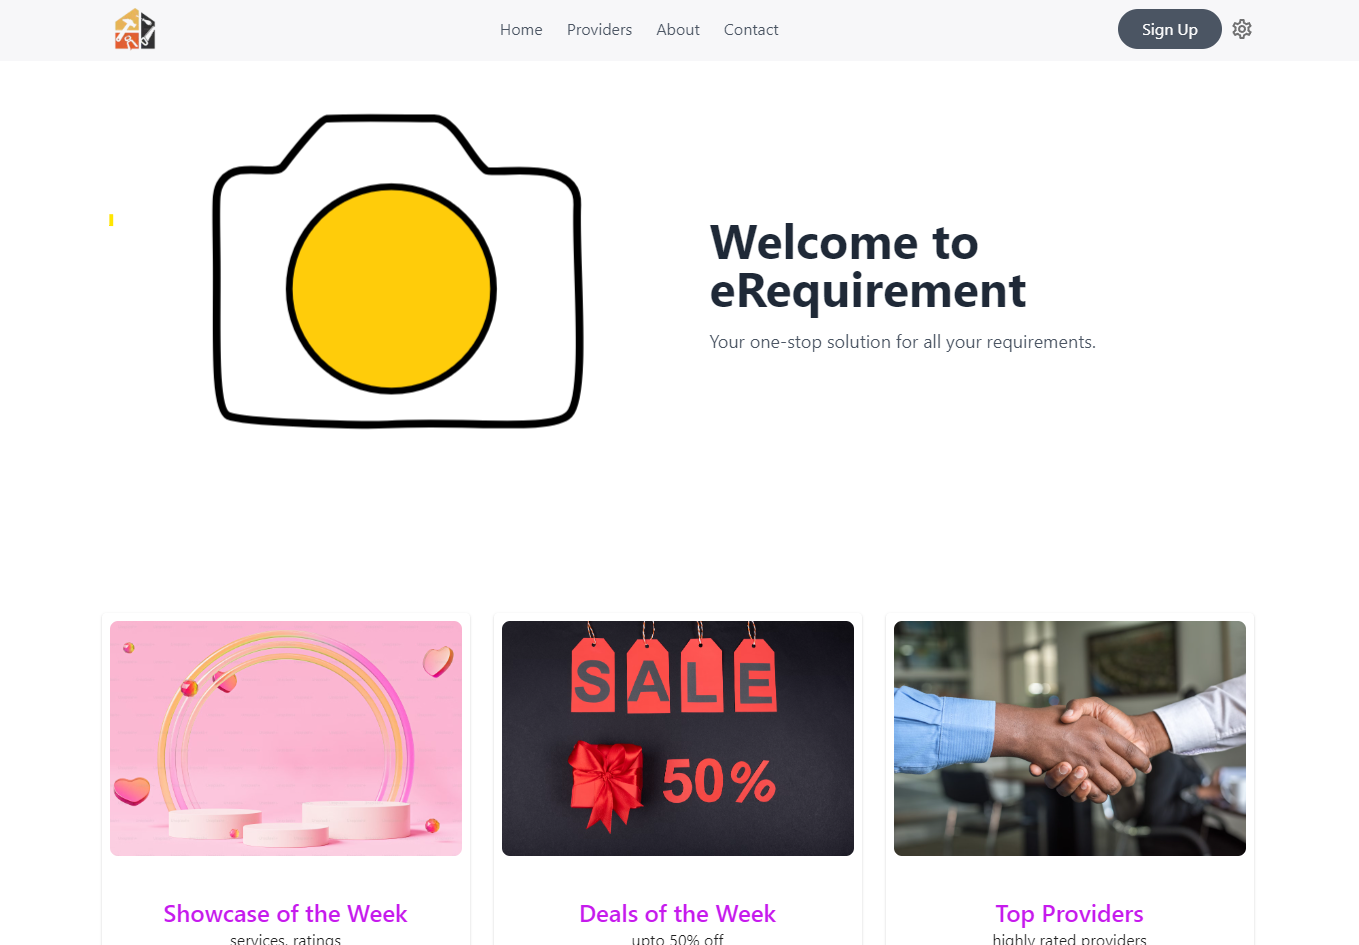 Home
Providers
About
Contact
Sign Up
Welcome to
eRequirement
Your one-stop solution for all your requirements.
SALE
50%
Showcase of the Week
services, ratings
Deals of the Week
upto 50% off
Top Providers
highly rated providers